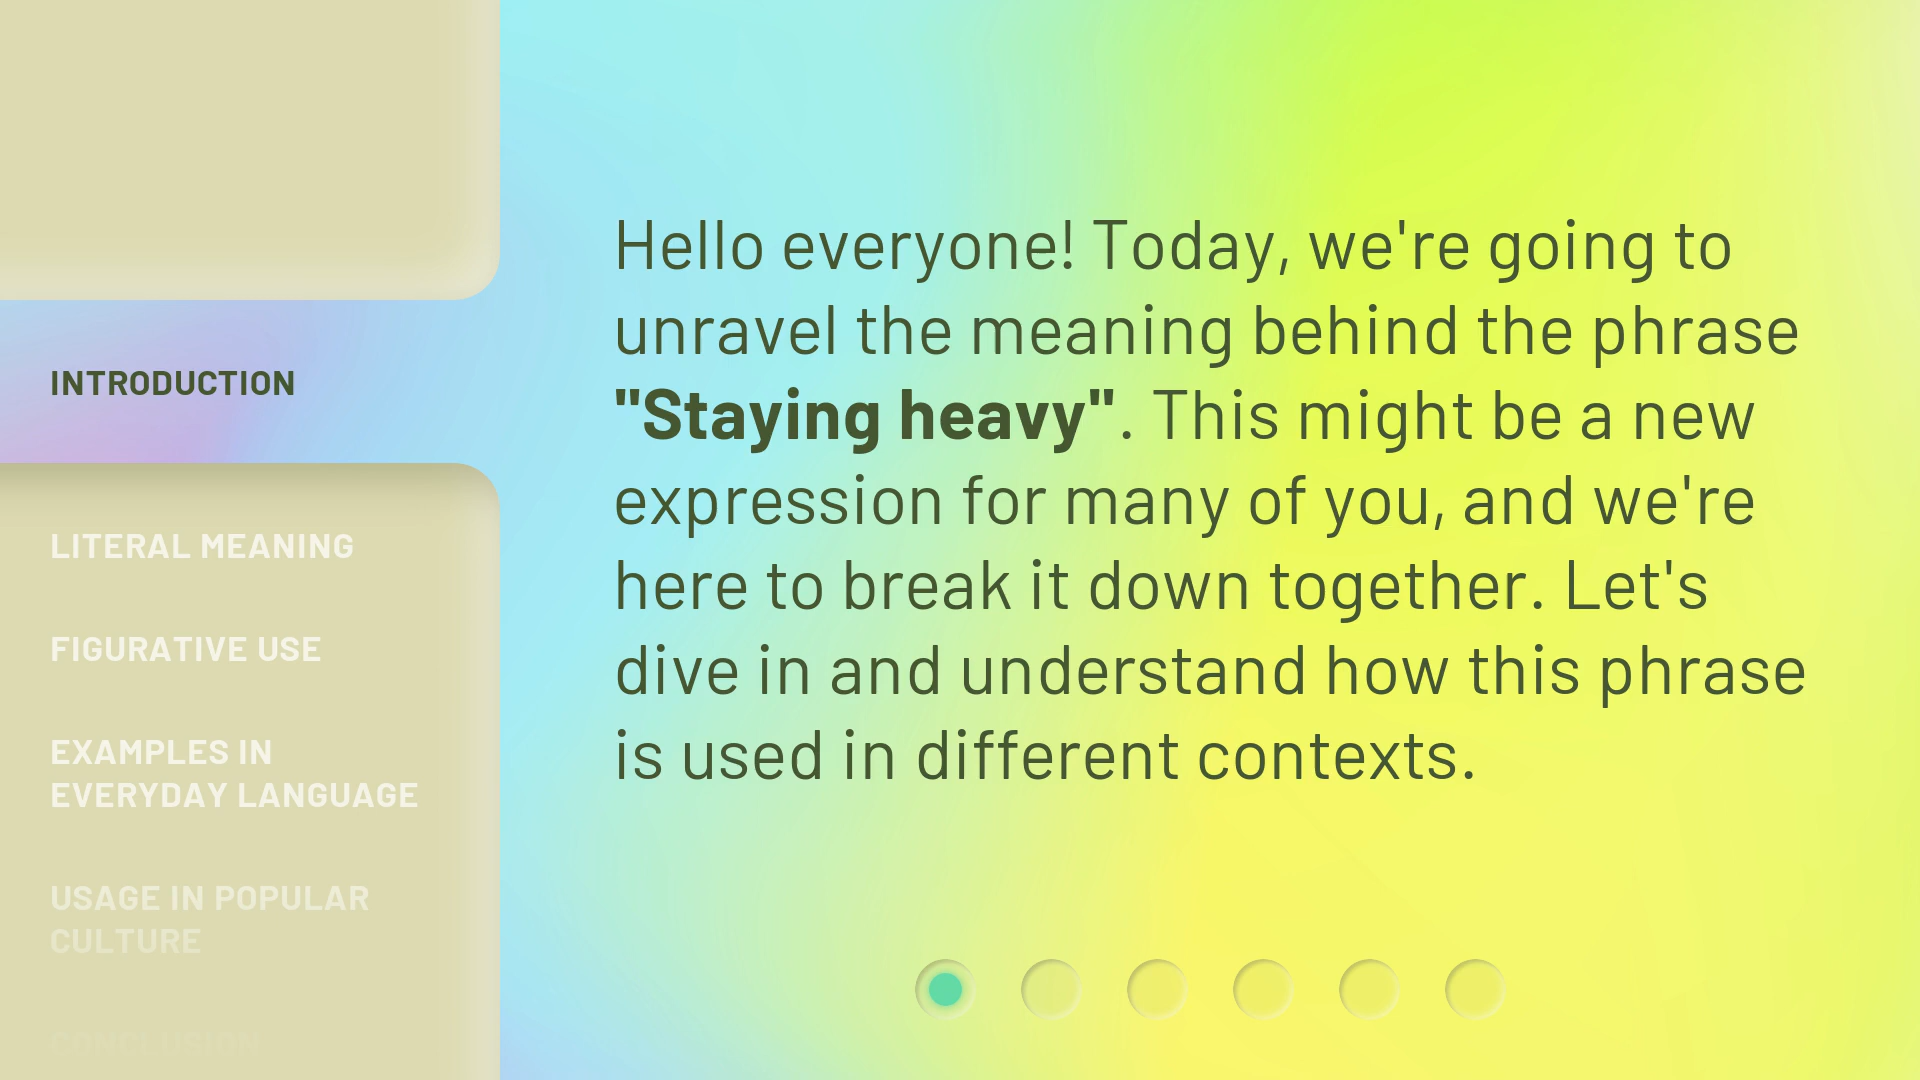 INTRODUCTION
LITERAL MEANING
FIGURATIVE USE
EXAMPLES IN
EVERYDAY LANGUAGE
USAGE IN POPULAR
CULTURE
CONCLUSION
Hello everyone! Today, we're going to
unravel the meaning behind the phrase
"Staying heavy". This might be a new
expression for many of you, and we're
here to break it down together. Let's
dive in and understand how this phrase
is used in different contexts.